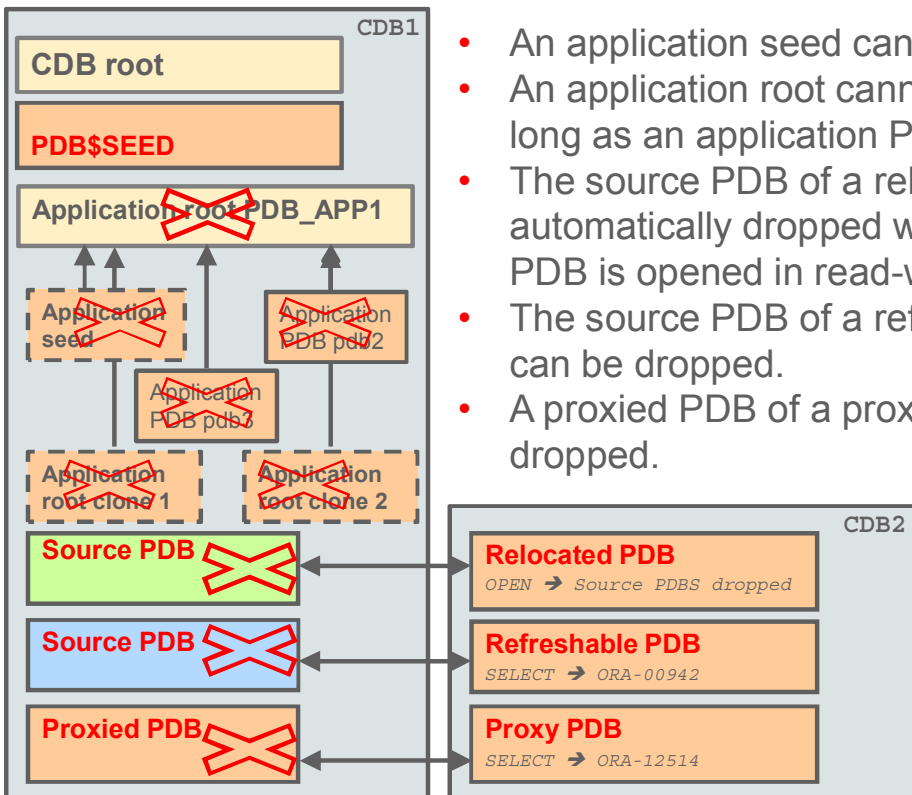 CDB1
CDB root
PDB$SEED
Application root PDB_APP1
Application
seed
Application
PDB pdb2
Application
PDB pdb3
Application
root clone 1
Application
root clone 2
Source PDB
Source PDB
Proxied PDB
• An application seed can
• An application root cann
long as an application P
• The source PDB of a rel
automatically dropped w
PDB is opened in read-w
• The source PDB of a ref
can be dropped.
• A proxied PDB of a prox
dropped.
CDB2
Relocated PDB
OPEN ➔ Source PDBS dropped
Refreshable PDB
SELECT ➔ ORA-00942
Proxy PDB
SELECT ➔ ORA-12514